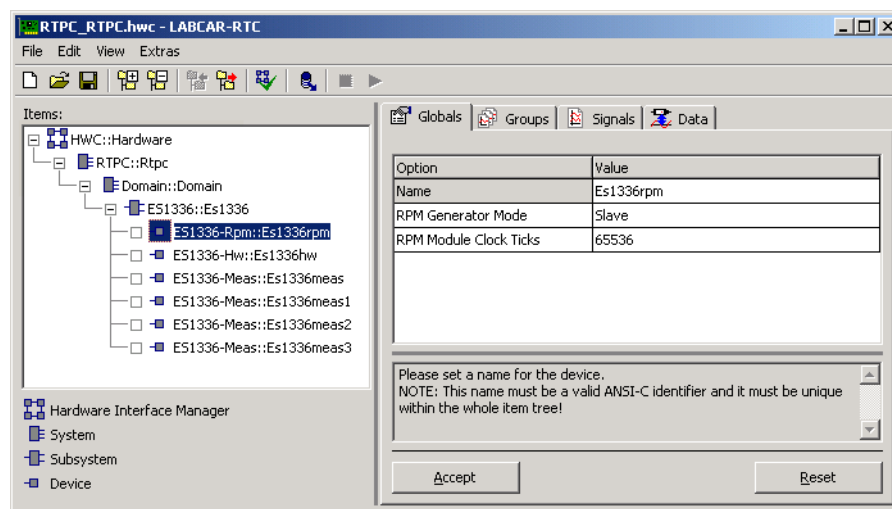 RTPC_RTPC.hwc - LABCAR-RTC
File Edit View Extras
Items:
HWC::Hardware
RTPC::Rtpc
Domain::Domain
ES1336::Es1336
ES1336-Rpm::Es1336rpm
ES1336-Hw::Es1336hw
ES1336-Meas::Es1336meas
ES1336-Meas::Es1336meas1
ES1336-Meas::Es1336meas2
ES1336-Meas::Es1336meas3
Hardware Interface Manager
System
Subsystem
Device
Globals Groups Signals Data
Option Value
Name Es1336rpm
RPM Generator Mode Slave
RPM Module Clock Ticks 65536
Please set a name for the device.
NOTE: This name must be a valid ANSI-C identifier and it must be unique
within the whole item tree!
Accept Reset